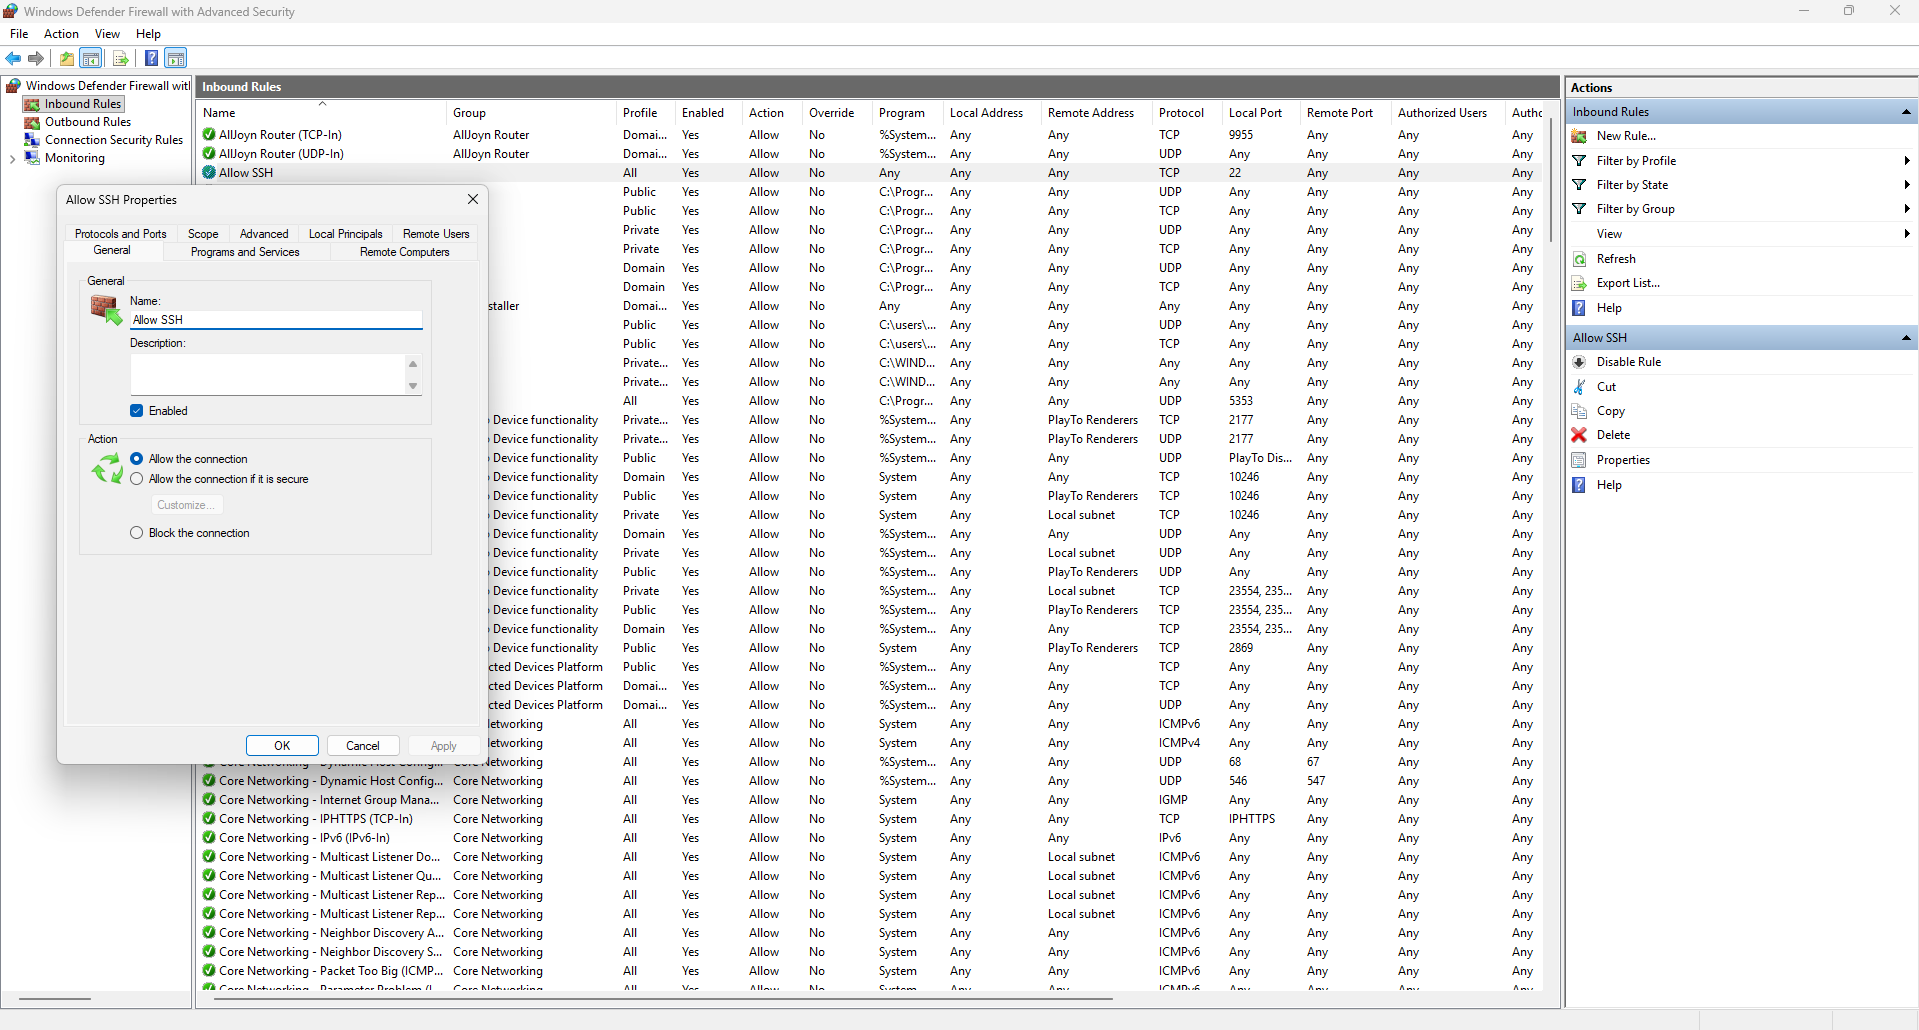 Windows Defender Firewall with Advanced Security
File Action View Help
Windows Defender Firewall with
Inbound Rules
Outbound Rules
Connection Security Rules
Monitoring
Inbound Rules
Name Group Profile Enabled Action Override Program Local Address Remote Address Protocol Local Port Remote Port Authorized Users Autho
AllJoyn Router (TCP-In) AllJoyn Router Domai... Yes Allow No %System... Any Any TCP 9955 Any Any Any
AllJoyn Router (UDP-In) AllJoyn Router Domai... Yes Allow No %System... Any Any UDP Any Any Any Any
Allow SSH All Yes Allow No Any Any Any TCP 22 Any Any Any
Public Yes Allow No C:\Progr... Any Any UDP Any Any Any Any
Public Yes Allow No C:\Progr... Any Any TCP Any Any Any Any
Private Yes Allow No C:\Progr... Any Any UDP Any Any Any Any
Private Yes Allow No C:\Progr... Any Any TCP Any Any Any Any
Domain Yes Allow No C:\Progr... Any Any UDP Any Any Any Any
Domain Yes Allow No C:\Progr... Any Any TCP Any Any Any Any
staller Domai... Yes Allow No Any Any Any Any Any Any Any Any
Public Yes Allow No C:\users\... Any Any UDP Any Any Any Any
Public Yes Allow No C:\users\... Any Any TCP Any Any Any Any
Private... Yes Allow No C:\WIND... Any Any Any Any Any Any Any
Private... Yes Allow No C:\WIND... Any Any Any Any Any Any Any
All Yes Allow No C:\Progr... Any Any UDP 5353 Any Any Any
Device functionality Private... Yes Allow No %System... Any PlayTo Renderers TCP 2177 Any Any Any
Device functionality Private... Yes Allow No %System... Any PlayTo Renderers UDP 2177 Any Any Any
Device functionality Public Yes Allow No %System... Any Any UDP PlayTo Dis... Any Any Any
Device functionality Domain Yes Allow No System Any Any TCP 10246 Any Any Any
Device functionality Public Yes Allow No System Any PlayTo Renderers TCP 10246 Any Any Any
Device functionality Private Yes Allow No System Any Local subnet TCP 10246 Any Any Any
Device functionality Domain Yes Allow No %System... Any Any UDP Any Any Any Any
Device functionality Private Yes Allow No %System... Any Local subnet UDP Any Any Any Any
Device functionality Public Yes Allow No %System... Any PlayTo Renderers UDP Any Any Any Any
Device functionality Private Yes Allow No %System... Any Local subnet TCP 23554, 235... Any Any Any
Device functionality Public Yes Allow No %System... Any PlayTo Renderers TCP 23554, 235... Any Any Any
Device functionality Domain Yes Allow No %System... Any Any TCP 23554, 235... Any Any Any
Device functionality Public Yes Allow No System Any PlayTo Renderers TCP 2869 Any Any Any
cted Devices Platform Public Yes Allow No %System... Any Any TCP Any Any Any Any
cted Devices Platform Domai... Yes Allow No %System... Any Any TCP Any Any Any Any
cted Devices Platform Domai... Yes Allow No %System... Any Any UDP Any Any Any Any
letworking All Yes Allow No System Any Any ICMPv6 Any Any Any Any
letworking All Yes Allow No System Any Any ICMPv4 Any Any Any Any
Core Networking - Dynamic Host Config... Core Networking All Yes Allow No %System... Any Any UDP 68 67 Any Any
Core Networking - Dynamic Host Config... Core Networking All Yes Allow No %System... Any Any UDP 546 547 Any Any
Core Networking - Internet Group Mana... Core Networking All Yes Allow No System Any Any IGMP Any Any Any Any
Core Networking - IPHTTPS (TCP-In) Core Networking All Yes Allow No System Any Any TCP IPHTTPS Any Any Any
Core Networking - IPv6 (IPv6-In) Core Networking All Yes Allow No System Any Any IPv6 Any Any Any Any
Core Networking - Multicast Listener Do... Core Networking All Yes Allow No System Any Local subnet ICMPv6 Any Any Any Any
Core Networking - Multicast Listener Qu... Core Networking All Yes Allow No System Any Local subnet ICMPv6 Any Any Any Any
Core Networking - Multicast Listener Rep... Core Networking All Yes Allow No System Any Local subnet ICMPv6 Any Any Any Any
Core Networking - Multicast Listener Rep... Core Networking All Yes Allow No System Any Local subnet ICMPv6 Any Any Any Any
Core Networking - Neighbor Discovery A... Core Networking All Yes Allow No System Any Any ICMPv6 Any Any Any Any
Core Networking - Neighbor Discovery S... Core Networking All Yes Allow No System Any Any ICMPv6 Any Any Any Any
Core Networking - Packet Too Big (ICMP... Core Networking All Yes Allow No System Any Any ICMPv6 Any Any Any Any
Core Networking - Parameter Problem (I... Core Networking All Yes Allow No System Any Any ICMPv6 Any Any Any Any
Allow SSH Properties
Protocols and Ports Scope Advanced Local Principals Remote Users
General Programs and Services Remote Computers
General
Name:
Allow SSH
Description:
Enabled
Action
Allow the connection
Allow the connection if it is secure
Customize...
Block the connection
OK Cancel Apply
Actions
Inbound Rules
New Rule...
Filter by Profile
Filter by State
Filter by Group
View
Refresh
Export List...
Help
Allow SSH
Disable Rule
Cut
Copy
Delete
Properties
Help